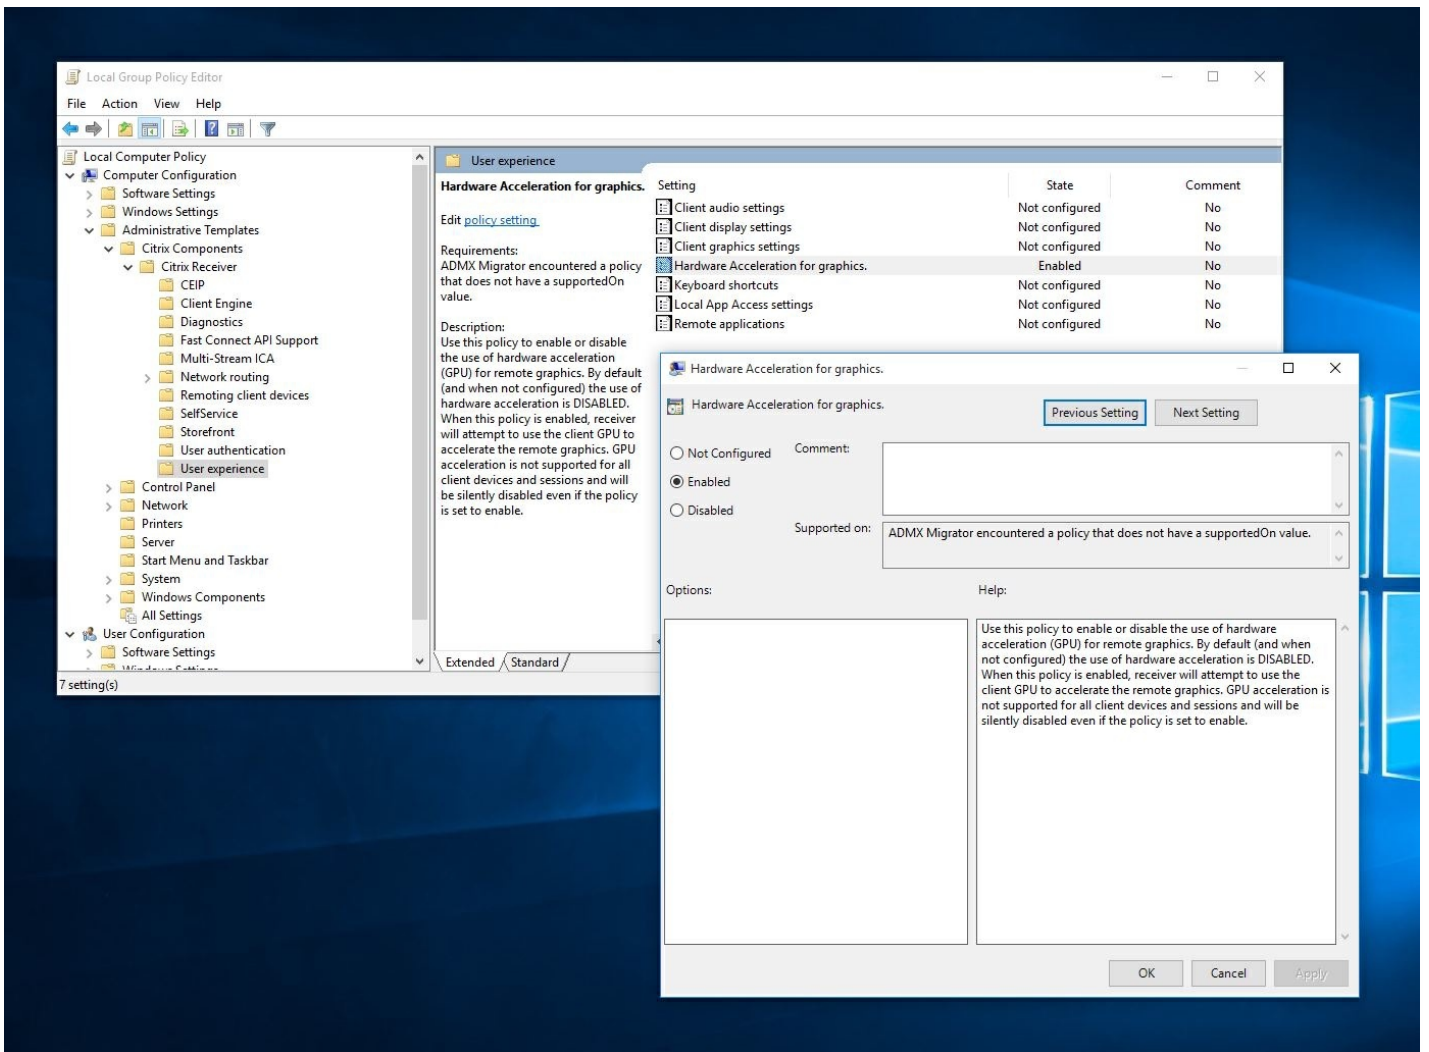 Local Group Policy Editor
File Action View Help
Local Computer Policy
Computer Configuration
Software Settings
Windows Settings
Administrative Templates
Citrix Components
Citrix Receiver
CEIP
Client Engine
Diagnostics
Fast Connect API Support
Multi-Stream ICA
Network routing
Remoting client devices
SelfService
Storefront
User authentication
User experience
Control Panel
Network
Printers
Server
Start Menu and Taskbar
System
Windows Components
All Settings
User Configuration
Software Settings
Windows Settings
7 setting(s)
User experience
Hardware Acceleration for graphics.
Edit policy setting
Requirements:
ADMX Migrator encountered a policy
that does not have a supportedOn
value.
Description:
Use this policy to enable or disable
the use of hardware acceleration
(GPU) for remote graphics. By default
(and when not configured) the use of
hardware acceleration is DISABLED.
When this policy is enabled, receiver
will attempt to use the client GPU to
accelerate the remote graphics. GPU
acceleration is not supported for all
client devices and sessions and will
be silently disabled even if the policy
is set to enable.
Setting State Comment
Client audio settings Not configured No
Client display settings Not configured No
Client graphics settings Not configured No
Hardware Acceleration for graphics. Enabled No
Keyboard shortcuts Not configured No
Local App Access settings Not configured No
Remote applications Not configured No
Extended Standard
Hardware Acceleration for graphics.
Hardware Acceleration for graphics.
Previous Setting Next Setting
Not Configured Comment:
Enabled
Disabled
Supported on: ADMX Migrator encountered a policy that does not have a supportedOn value.
Options: Help:
Use this policy to enable or disable the use of hardware
acceleration (GPU) for remote graphics. By default (and when
not configured) the use of hardware acceleration is DISABLED.
When this policy is enabled, receiver will attempt to use the
client GPU to accelerate the remote graphics. GPU acceleration is
not supported for all client devices and sessions and will be
silently disabled even if the policy is set to enable.
OK Cancel Apply